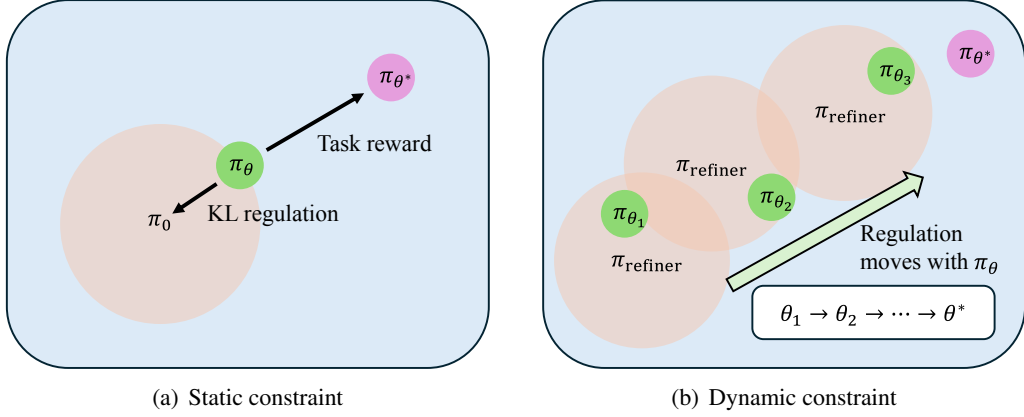 π_θ*
Task reward
π_θ
π_0
KL regulation
(a) Static constraint
π_θ*
π_θ3
π_refiner
π_refiner
π_θ2
π_θ1
π_refiner
Regulation
moves with π_θ
θ_1 → θ_2 → ⋯ → θ*
(b) Dynamic constraint